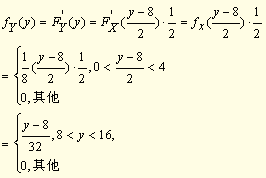 f_Y(y) = F'_Y(y) = F'_X((y-8)/2)·1/2 = f_x((y-8)/2)·1/2
= { 1/8((y-8)/2)·1/2, 0 < (y-8)/2 < 4
0, 其他
= { (y-8)/32, 8 < y < 16,
0, 其他